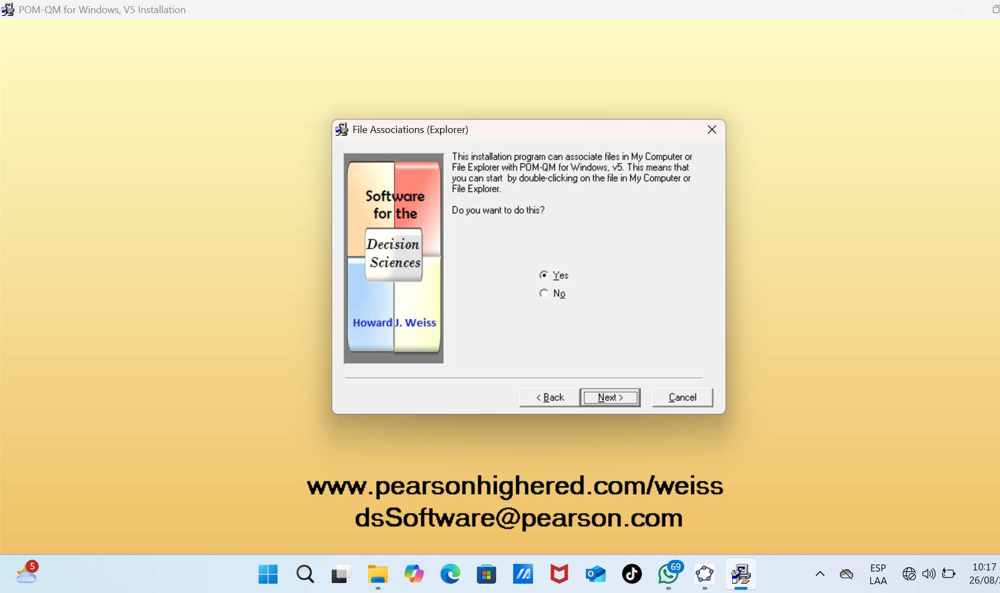 POM-QM for Windows, V5 Installation
File Associations (Explorer)
Software
for the
Decision
Sciences
Howard J. Weiss
This installation program can associate files in My Computer or
File Explorer with POM-QM for Windows, v5. This means that
you can start  by double-clicking on the file in My Computer or
File Explorer.
Do you want to do this?
Yes
No
< Back
Next >
Cancel
www.pearsonhighered.com/weiss
dsSoftware@pearson.com
5
69
ESP
LAA
10:17
26/08/